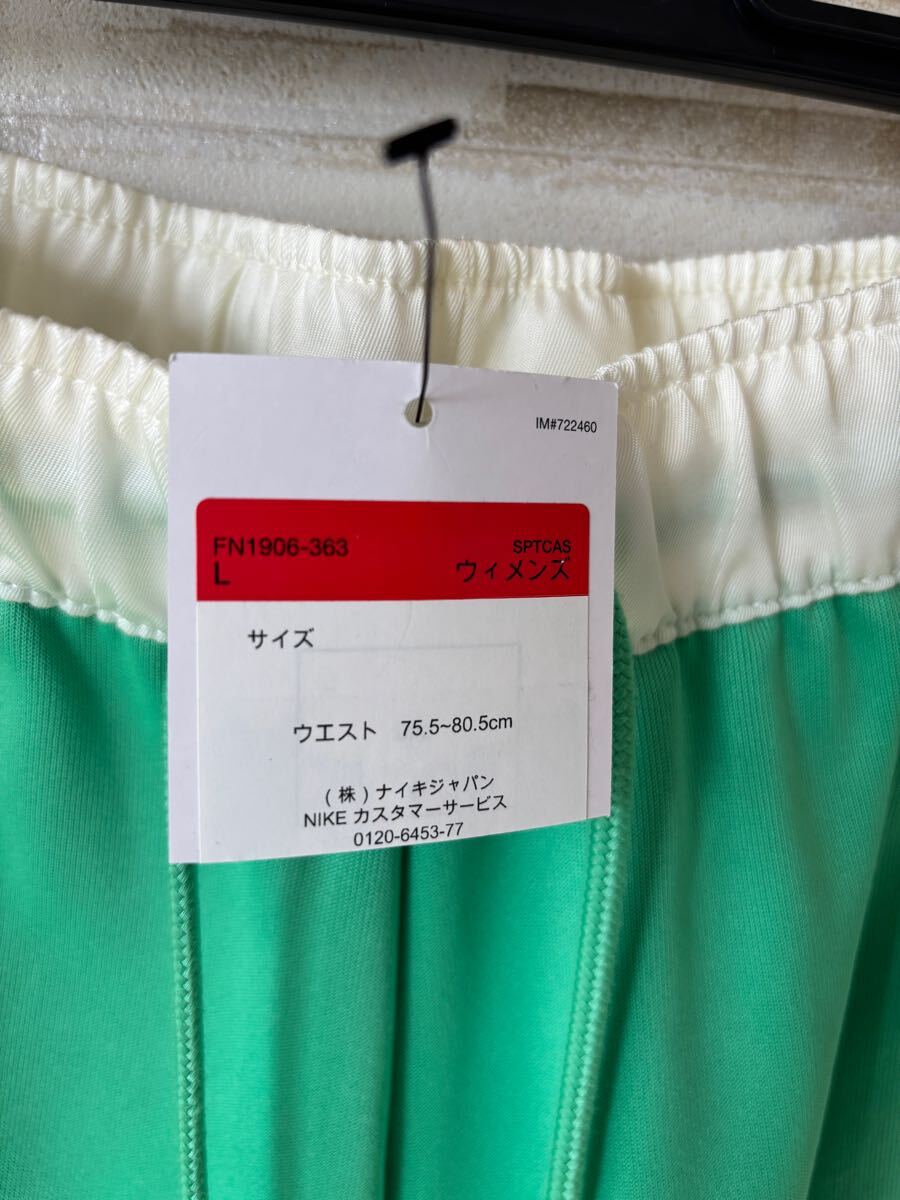 IM#722460
FN1906-363 SPTCAS
L ウィメンズ
サイズ
ウエスト 75.5~80.5cm
(株)ナイキジャパン
NIKE カスタマーサービス
0120-6453-77